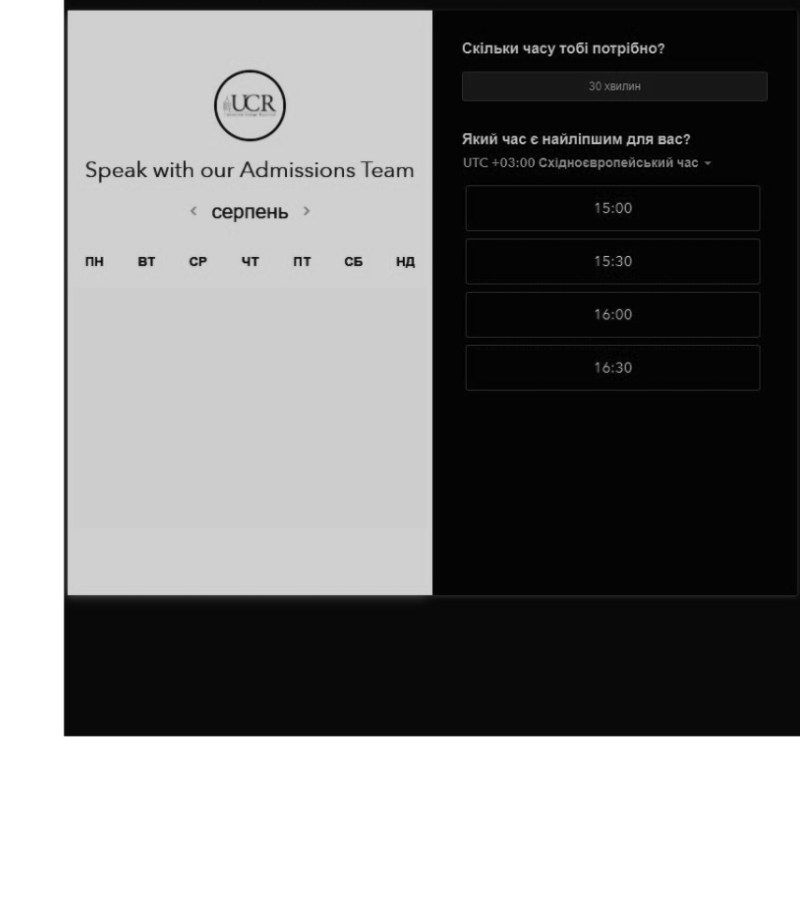 UCR
Speak with our Admissions Team
< серпень >
ПН ВТ СР ЧТ ПТ СБ НД
Скільки часу тобі потрібно?
30 хвилин
Який час є найліпшим для вас?
UTC +03:00 Східноєвропейський час
15:00
15:30
16:00
16:30